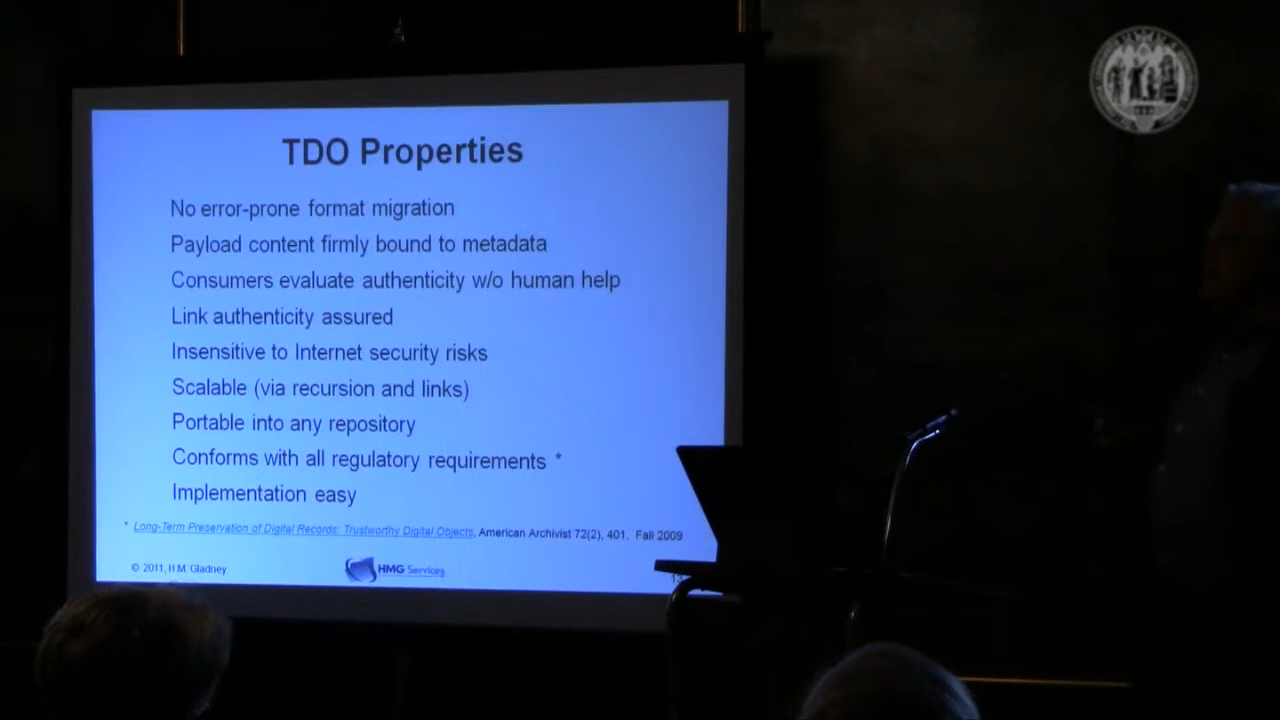 TDO Properties
No error-prone format migration
Payload content firmly bound to metadata
Consumers evaluate authenticity w/o human help
Link authenticity assured
Insensitive to Internet security risks
Scalable (via recursion and links)
Portable into any repository
Conforms with all regulatory requirements *
Implementation easy
* Long-Term Preservation of Digital Records: Trustworthy Digital Objects, American Archivist 72(2), 401, Fall 2009
© 2011, H.M. Gladney
HMG Services